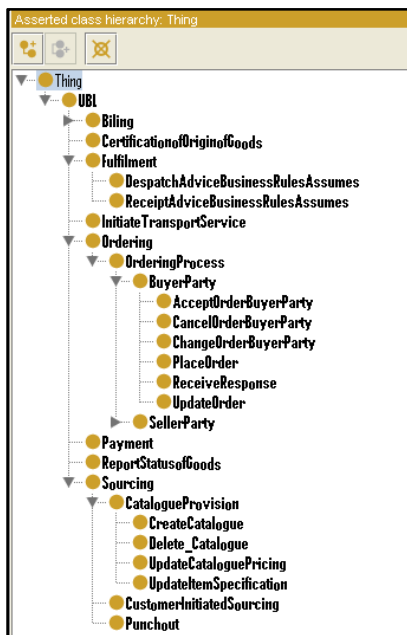 Asserted class hierarchy: Thing
Thing
UBL
Biling
CertificationofOriginofGoods
Fulfilment
DespatchAdviceBusinessRulesAssumes
ReceiptAdviceBusinessRulesAssumes
InitiateTransportService
Ordering
OrderingProcess
BuyerParty
AcceptOrderBuyerParty
CancelOrderBuyerParty
ChangeOrderBuyerParty
PlaceOrder
ReceiveResponse
UpdateOrder
SellerParty
Payment
ReportStatusofGoods
Sourcing
CatalogueProvision
CreateCatalogue
Delete_Catalogue
UpdateCataloguePricing
UpdateItemSpecification
CustomerInitiatedSourcing
Punchout